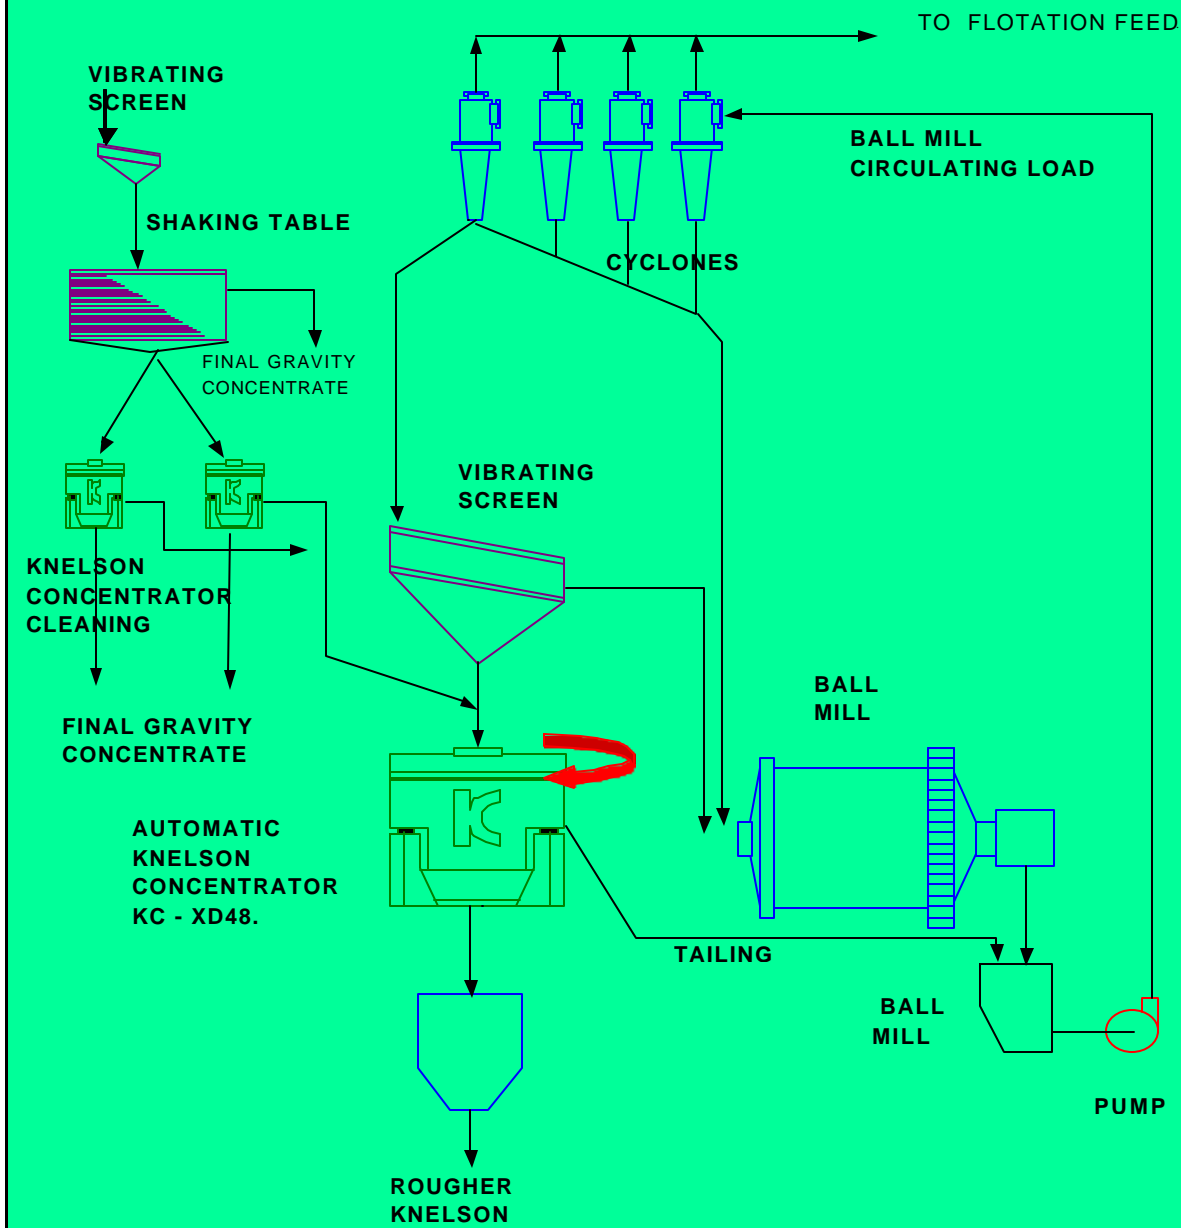 TO FLOTATION FEED
VIBRATING
SCREEN
BALL MILL
CIRCULATING LOAD
SHAKING TABLE
CYCLONES
FINAL GRAVITY
CONCENTRATE
VIBRATING
SCREEN
KNELSON
CONCENTRATOR
CLEANING
FINAL GRAVITY
CONCENTRATE
BALL
MILL
AUTOMATIC
KNELSON
CONCENTRATOR
KC - XD48.
TAILING
BALL
MILL
PUMP
ROUGHER
KNELSON